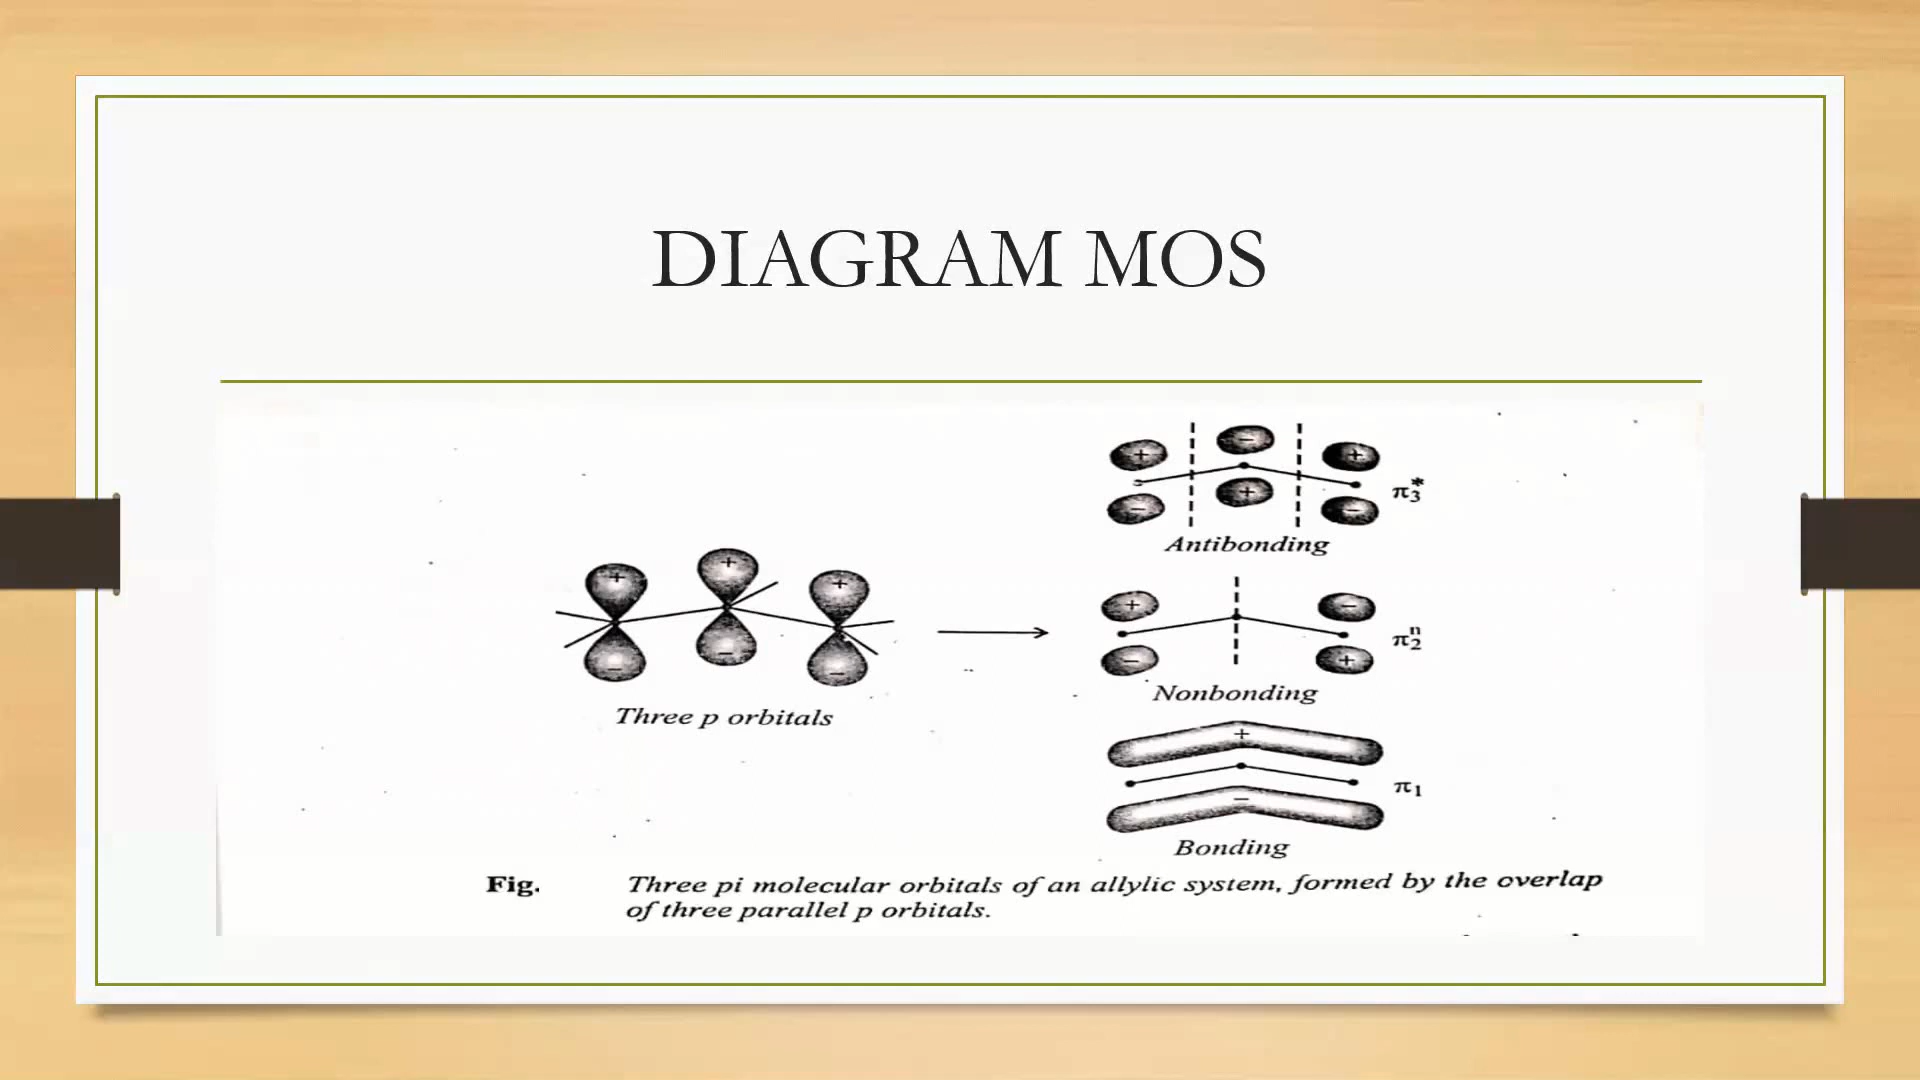 DIAGRAM MOS
+ + +
- - -
Three p orbitals
+ - +
- + -
π3*
Antibonding
+ -
- +
π2ⁿ
Nonbonding
+
-
π1
Bonding
Fig. Three pi molecular orbitals of an allylic system, formed by the overlap
of three parallel p orbitals.